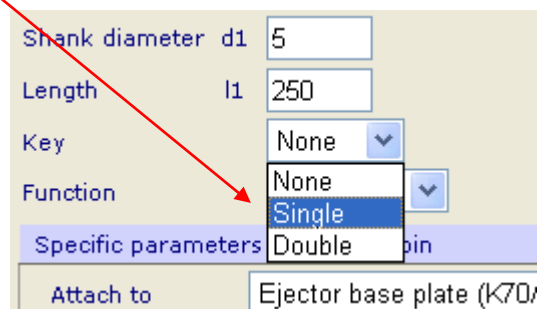 Shank diameter d1 5
Length l1 250
Key None
None
Function
Single
Specific parameters Double pin
Attach to Ejector base plate (K70/